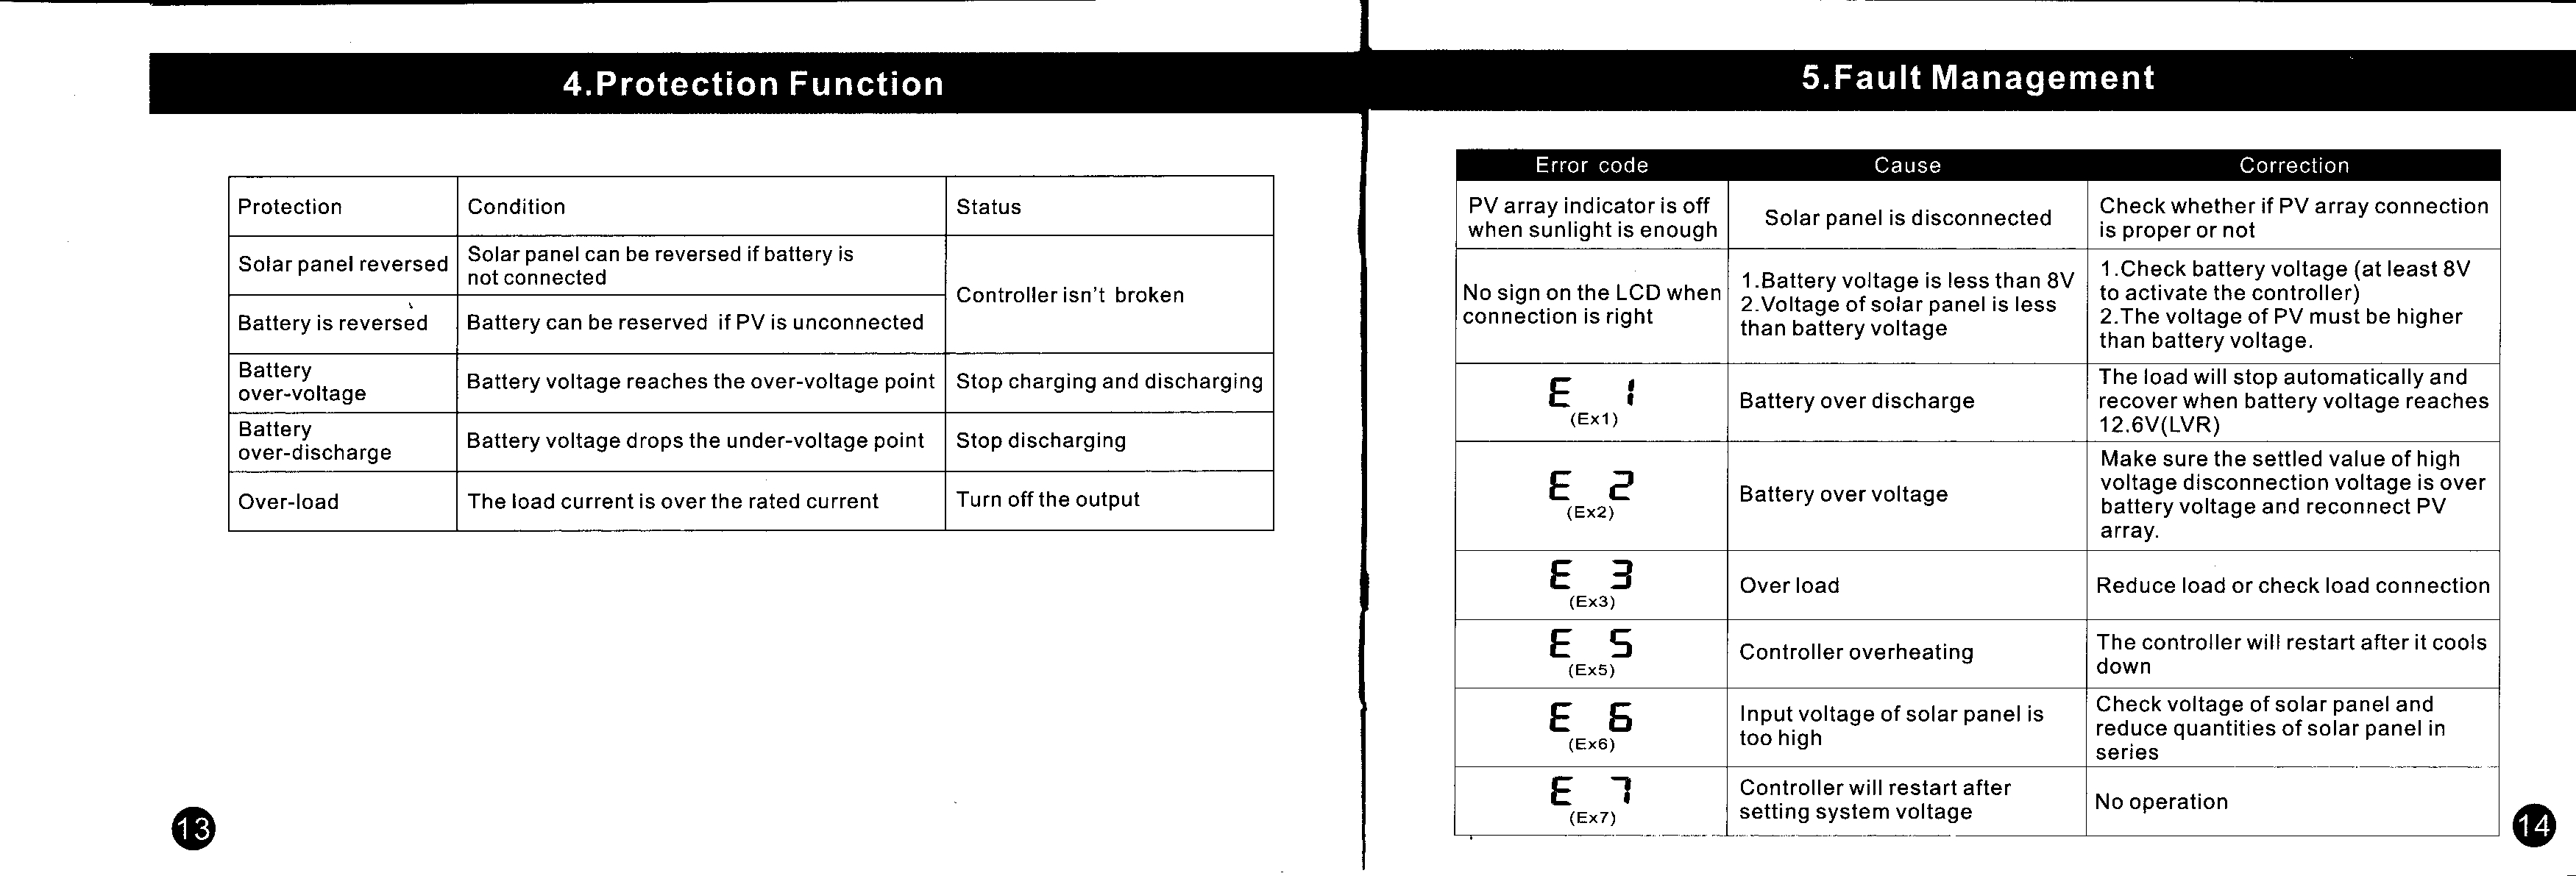 4.Protection Function
Protection
Condition
Status
Solar panel reversed
Solar panel can be reversed if battery is
not connected
Controller isn't broken
Battery is reversed
Battery can be reserved if PV is unconnected
Battery
over-voltage
Battery voltage reaches the over-voltage point
Stop charging and discharging
Battery
over-discharge
Battery voltage drops the under-voltage point
Stop discharging
Over-load
The load current is over the rated current
Turn off the output
13
5.Fault Management
Error code
Cause
Correction
PV array indicator is off
when sunlight is enough
Solar panel is disconnected
Check whether if PV array connection
is proper or not
No sign on the LCD when
connection is right
1.Battery voltage is less than 8V
2.Voltage of solar panel is less
than battery voltage
1.Check battery voltage (at least 8V
to activate the controller)
2.The voltage of PV must be higher
than battery voltage.
E 1
(Ex1)
Battery over discharge
The load will stop automatically and
recover when battery voltage reaches
12.6V(LVR)
E 2
(Ex2)
Battery over voltage
Make sure the settled value of high
voltage disconnection voltage is over
battery voltage and reconnect PV
array.
E 3
(Ex3)
Over load
Reduce load or check load connection
E 5
(Ex5)
Controller overheating
The controller will restart after it cools
down
E 6
(Ex6)
Input voltage of solar panel is
too high
Check voltage of solar panel and
reduce quantities of solar panel in
series
E 7
(Ex7)
Controller will restart after
setting system voltage
No operation
14